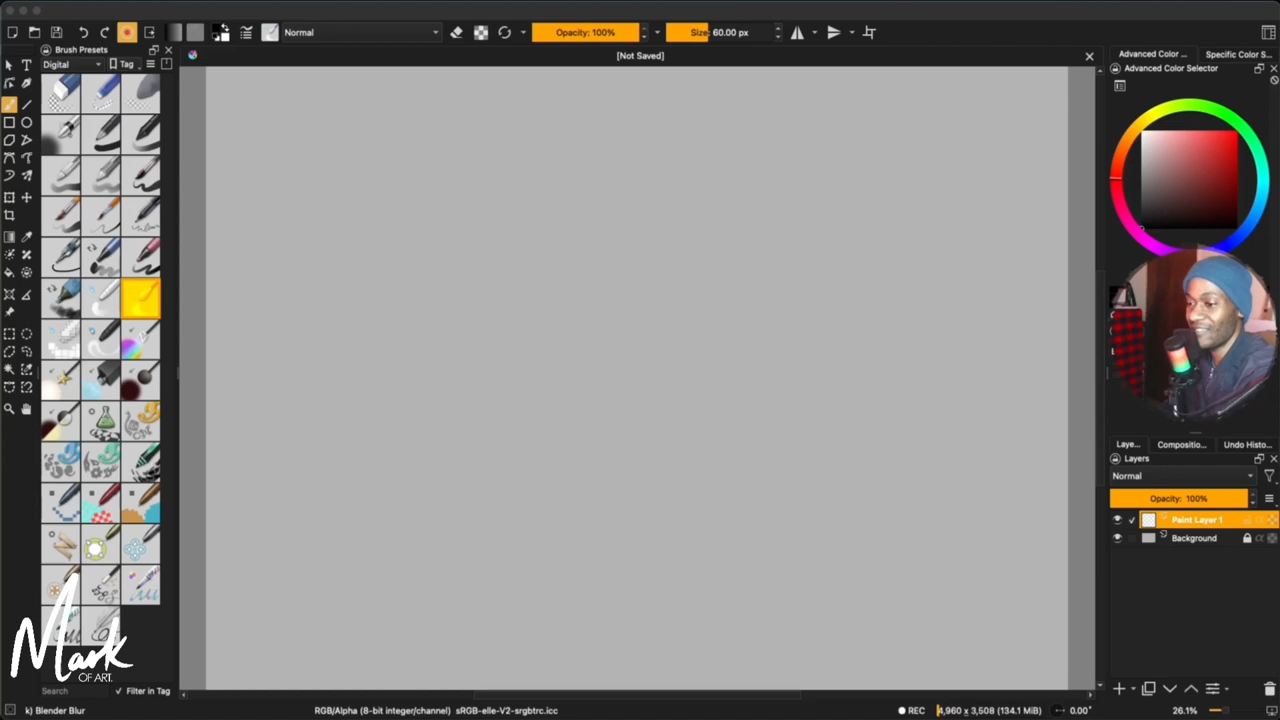 Normal
Opacity: 100%
Size: 60.00 px
Brush Presets
[Not Saved]
Advanced Color ...
Specific Color S...
Digital
Tag
Advanced Color Selector
Laye...
Compositio...
Undo Histo...
Layers
Normal
Opacity: 100%
Paint Layer 1
Background
Mark
OF ART.
Search
Filter in Tag
k) Blender Blur
RGB/Alpha (8-bit integer/channel) sRGB-elle-V2-srgbtrc.icc
REC
4,960 x 3,508 (134.1 MiB)
0.00°
26.1%